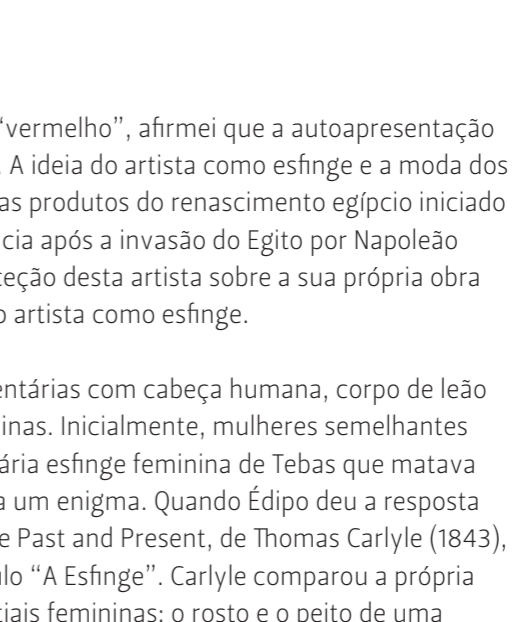 “vermelho”, afirmei que a autoapresentação
. A ideia do artista como esfinge e a moda dos
as produtos do renascimento egípcio iniciado
cia após a invasão do Egito por Napoleão
teção desta artista sobre a sua própria obra
o artista como esfinge.
entárias com cabeça humana, corpo de leão
inas. Inicialmente, mulheres semelhantes
ária esfinge feminina de Tebas que matava
a um enigma. Quando Édipo deu a resposta
e Past and Present, de Thomas Carlyle (1843),
ulo “A Esfinge”. Carlyle comparou a própria
ciais femininas: o rosto e o peito de uma